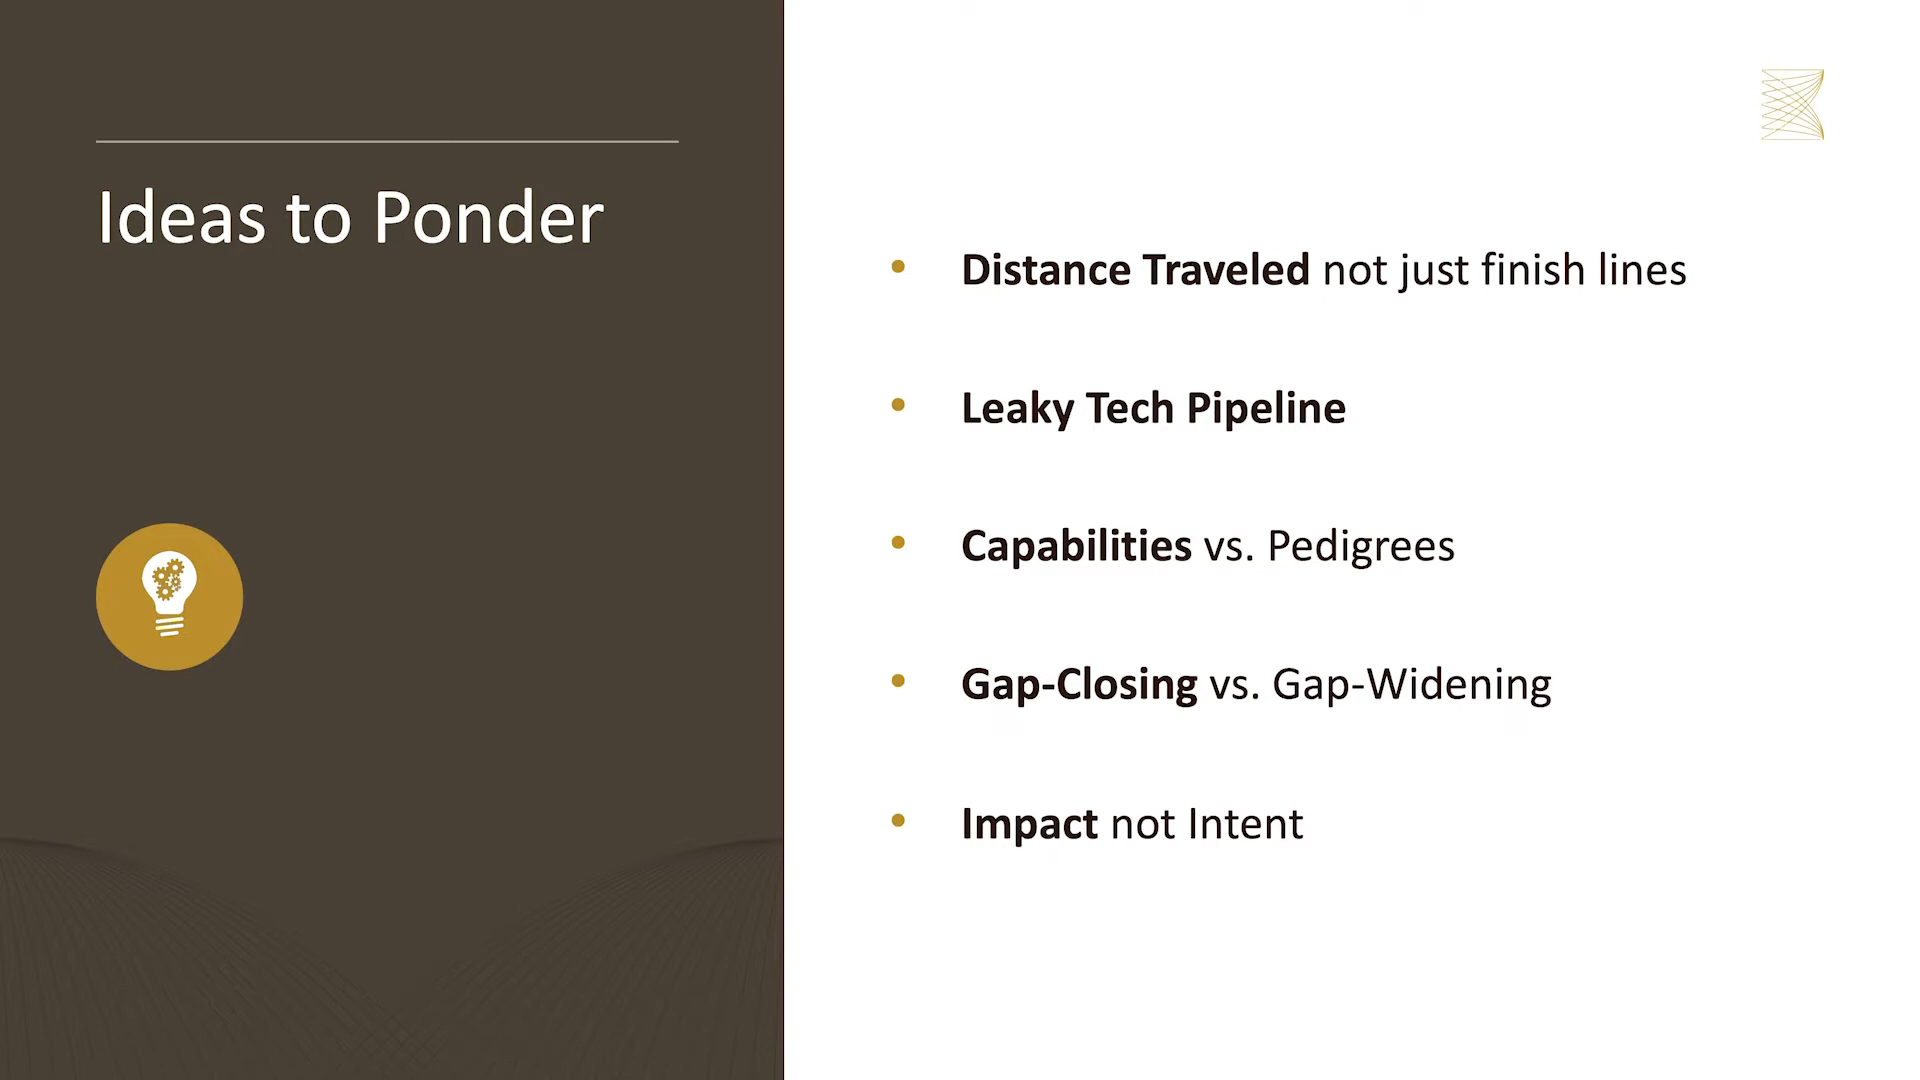 Ideas to Ponder
• Distance Traveled not just finish lines
• Leaky Tech Pipeline
• Capabilities vs. Pedigrees
• Gap-Closing vs. Gap-Widening
• Impact not Intent